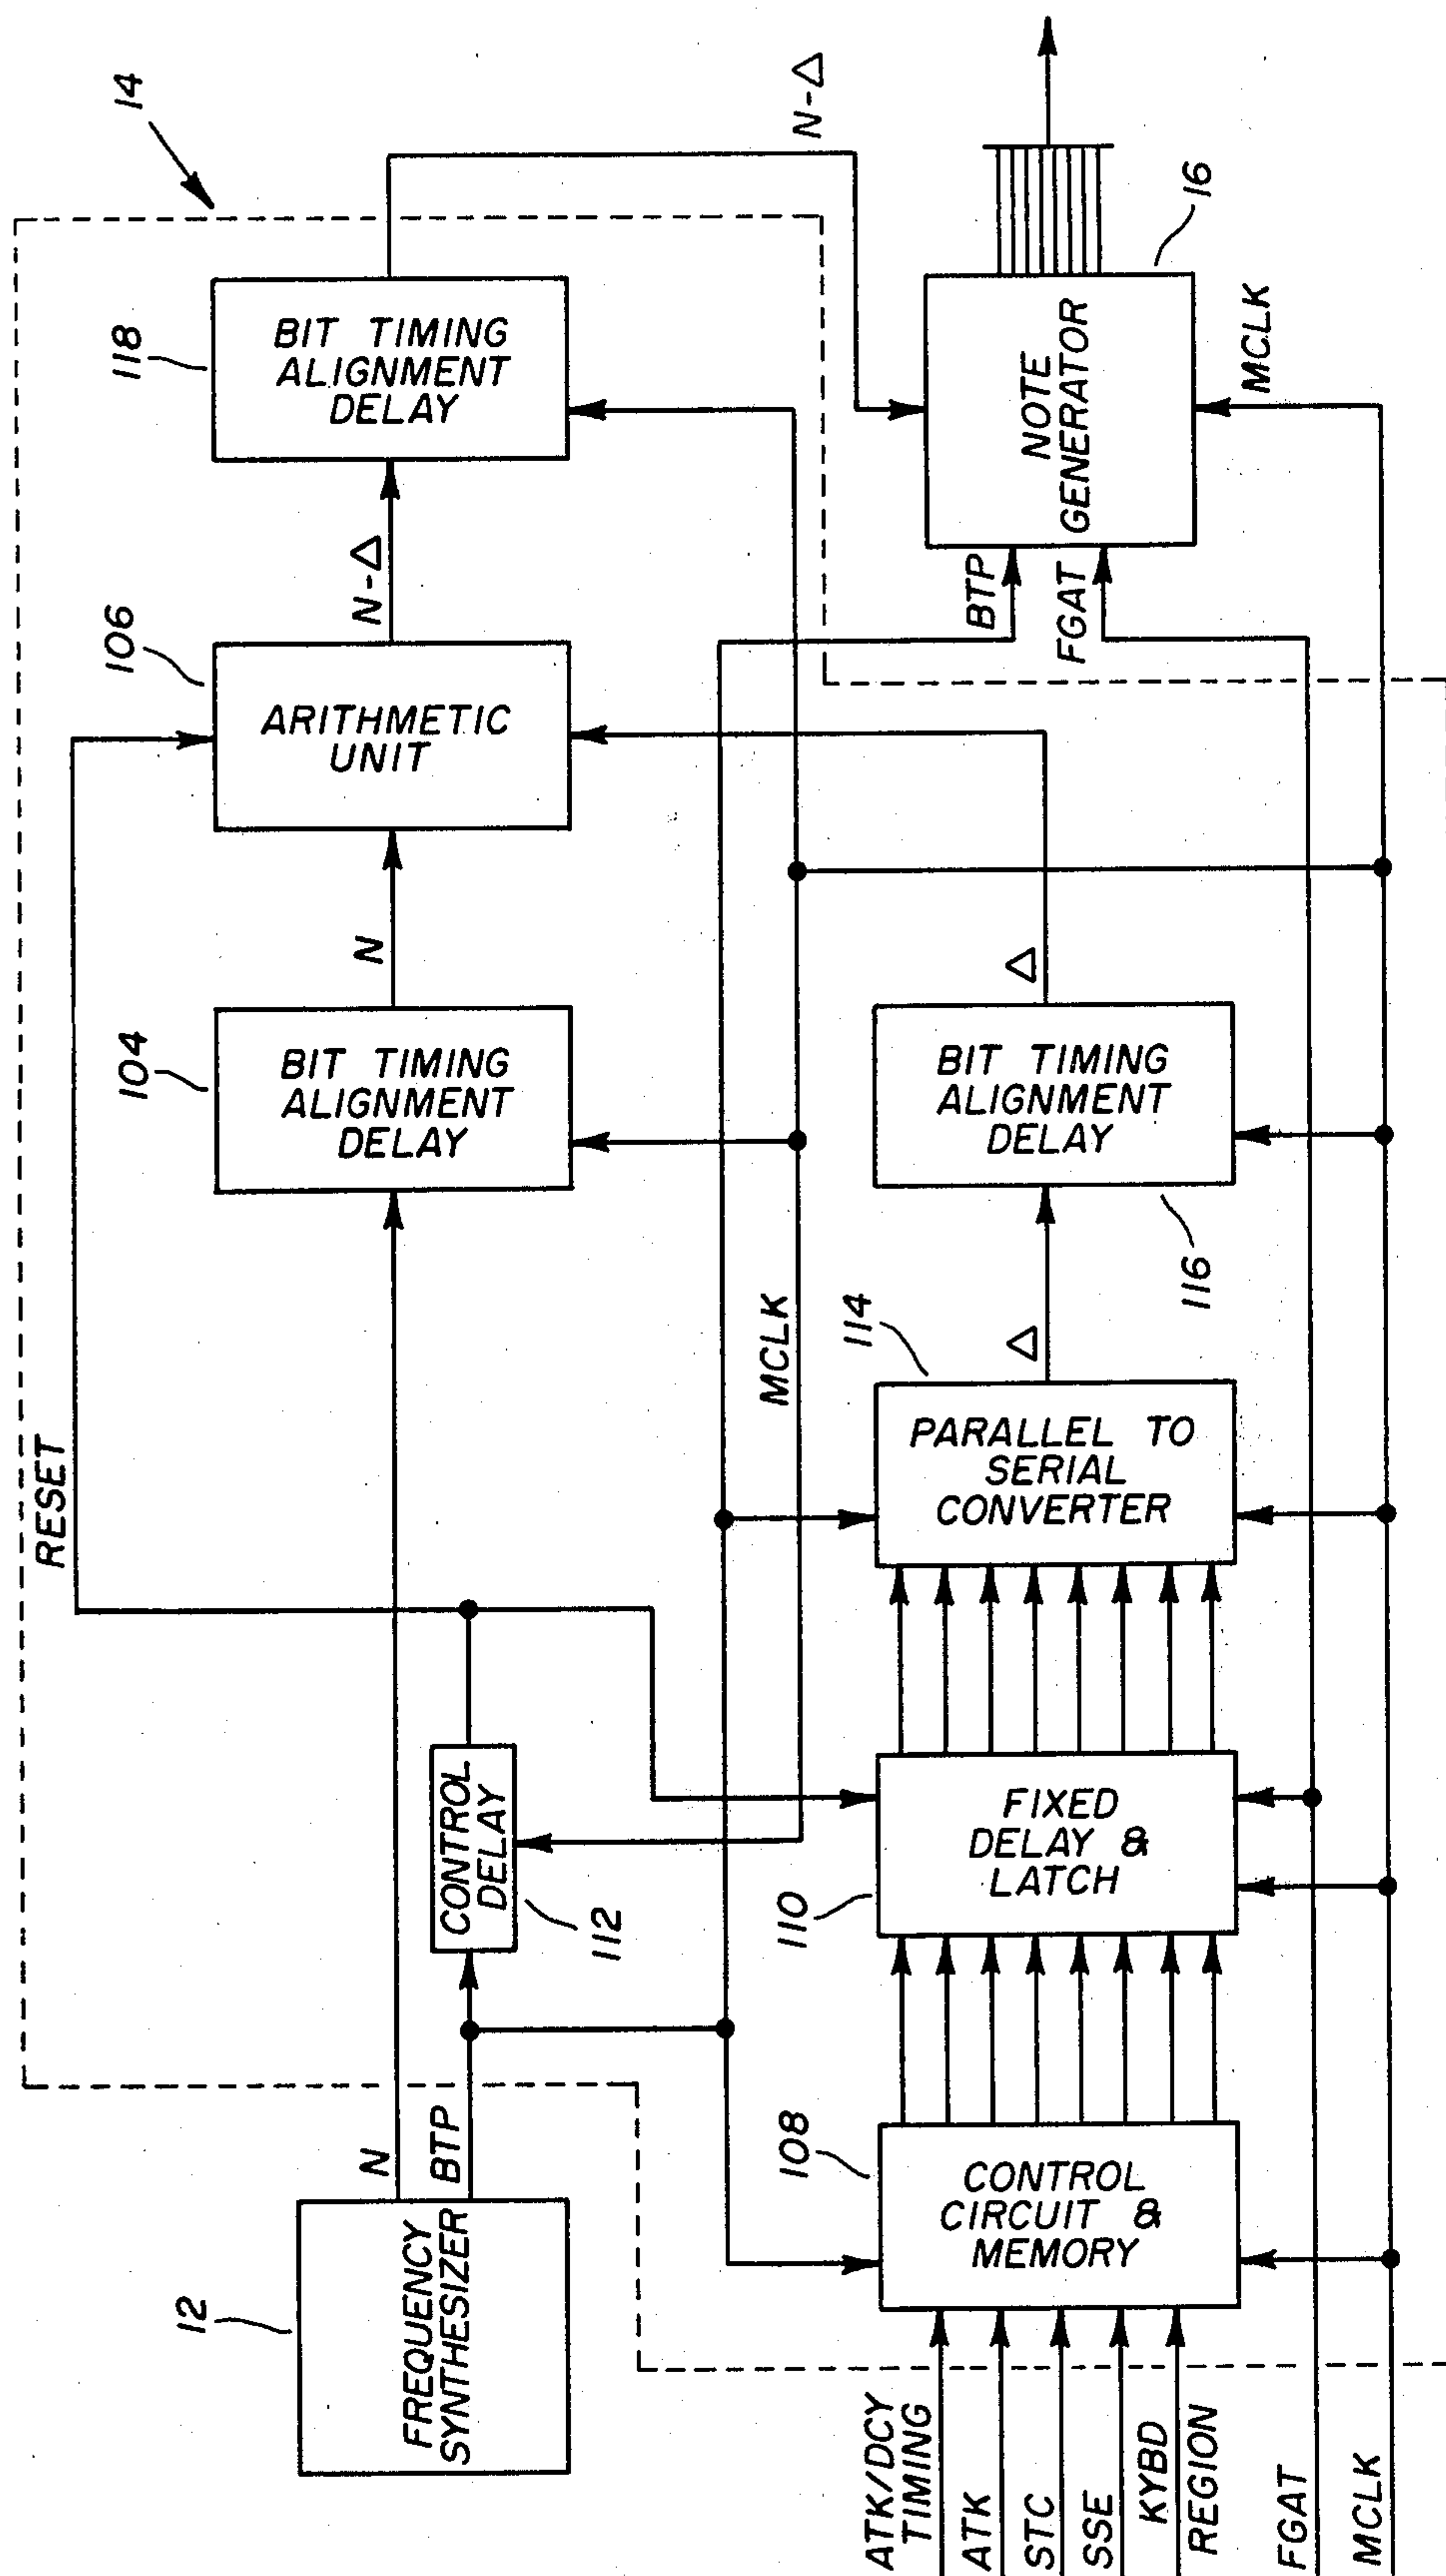 14
118
BIT TIMING
ALIGNMENT
DELAY
N-Δ
N-Δ
106
ARITHMETIC
UNIT
16
NOTE
GENERATOR
MCLK
BTP
FGAT
N
104
BIT TIMING
ALIGNMENT
DELAY
Δ
BIT TIMING
ALIGNMENT
DELAY
116
RESET
MCLK
Δ
114
PARALLEL TO
SERIAL
CONVERTER
CONTROL
DELAY
112
110
FIXED
DELAY &
LATCH
N
BTP
12
FREQUENCY
SYNTHESIZER
108
CONTROL
CIRCUIT &
MEMORY
ATK/DCY
TIMING
ATK
STC
SSE
KYBD
REGION
FGAT
MCLK